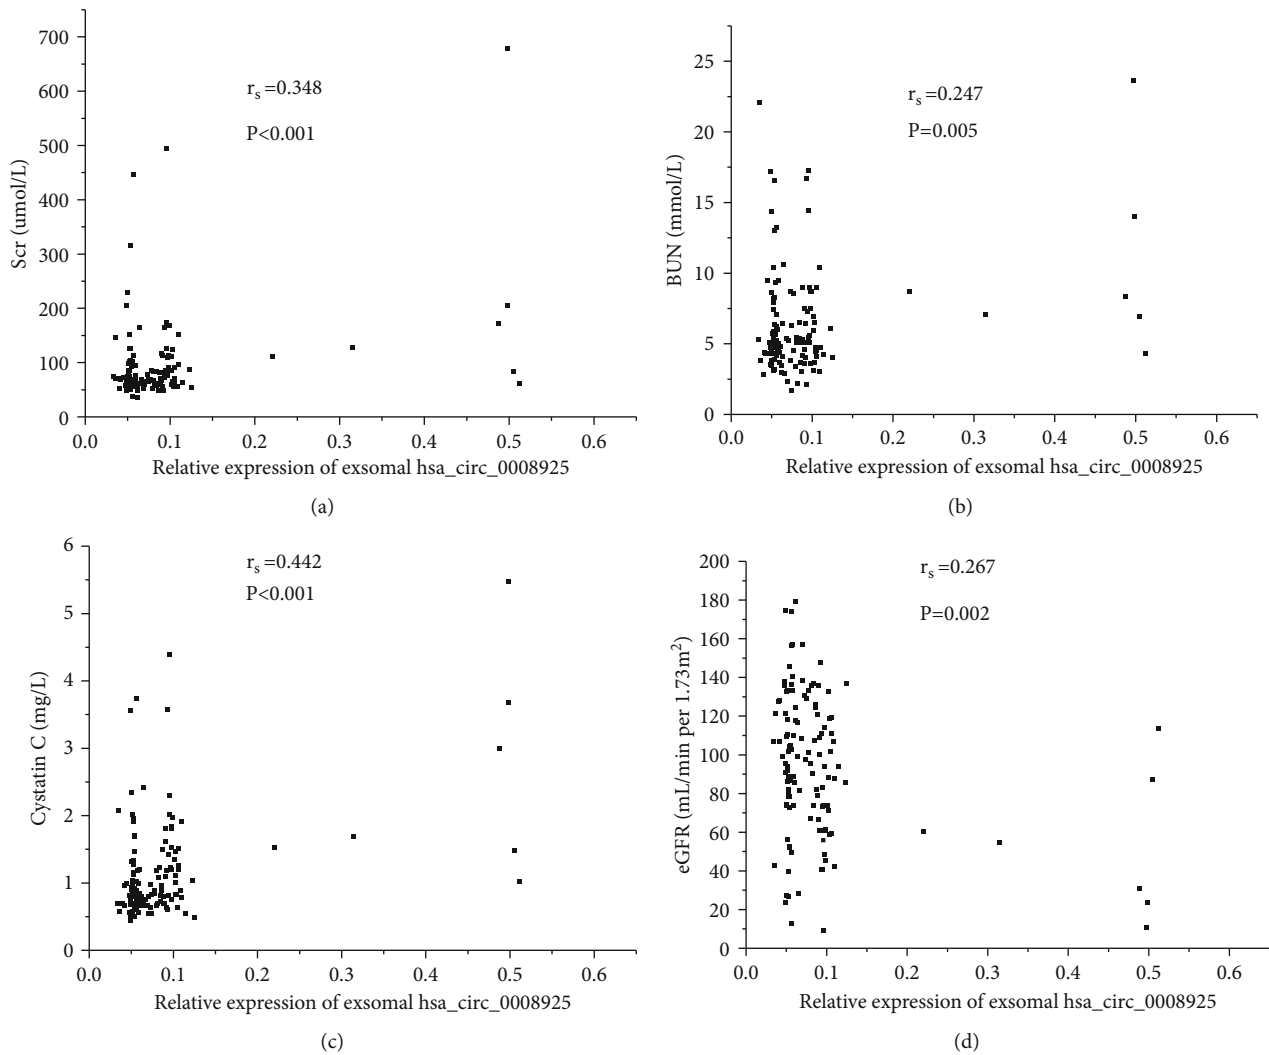 700
600
500
400
300
200
100
0
Scr (umol/L)
rs =0.348
P<0.001
0.0 0.1 0.2 0.3 0.4 0.5 0.6
Relative expression of exsomal hsa_circ_0008925
(a)
25
20
15
10
5
0
BUN (mmol/L)
rs =0.247
P=0.005
0.0 0.1 0.2 0.3 0.4 0.5 0.6
Relative expression of exsomal hsa_circ_0008925
(b)
6
5
4
3
2
1
0
Cystatin C (mg/L)
rs =0.442
P<0.001
0.0 0.1 0.2 0.3 0.4 0.5 0.6
Relative expression of exsomal hsa_circ_0008925
(c)
200
180
160
140
120
100
80
60
40
20
0
eGFR (mL/min per 1.73m²)
rs =0.267
P=0.002
0.0 0.1 0.2 0.3 0.4 0.5 0.6
Relative expression of exsomal hsa_circ_0008925
(d)